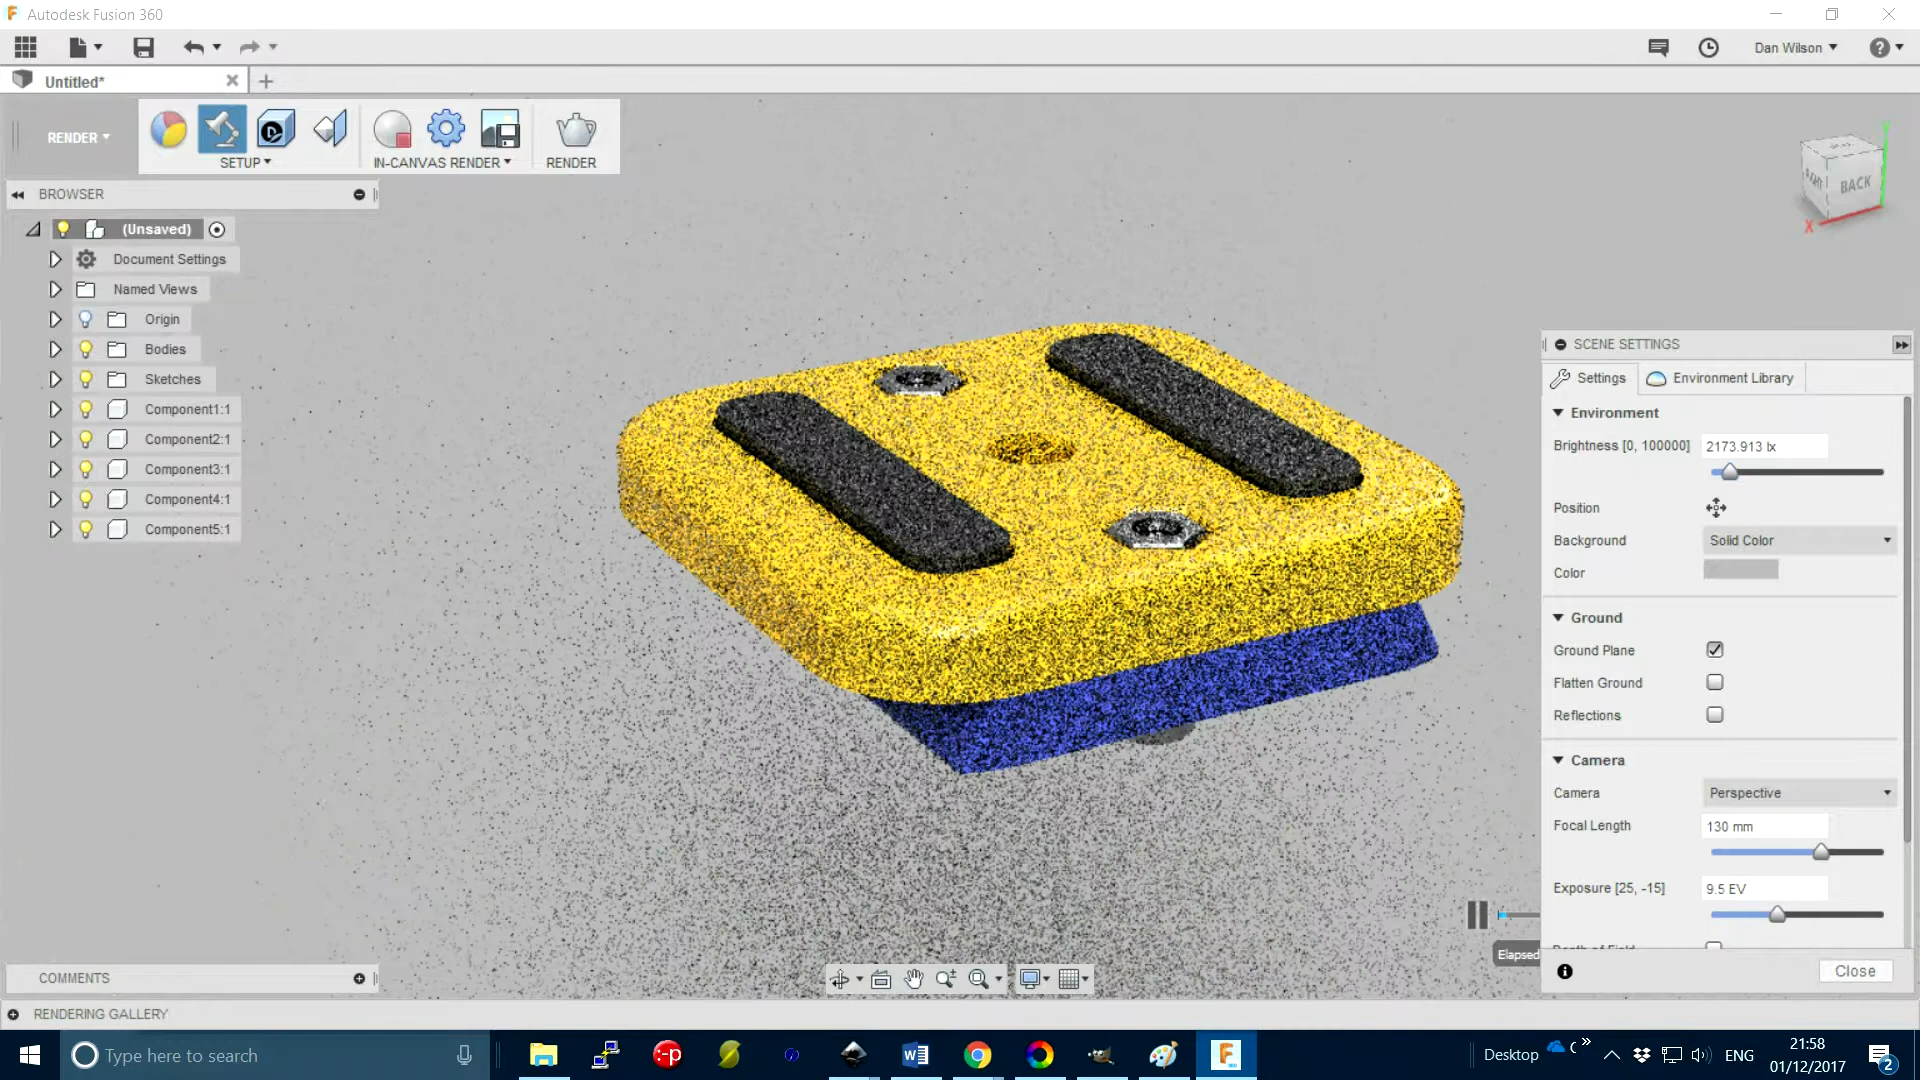 Autodesk Fusion 360
Dan Wilson
Untitled*
RENDER
SETUP
IN-CANVAS RENDER
RENDER
BROWSER
(Unsaved)
Document Settings
Named Views
Origin
Bodies
Sketches
Component1:1
Component2:1
Component3:1
Component4:1
Component5:1
BACK
Y
X
SCENE SETTINGS
Settings
Environment Library
Environment
Brightness [0, 100000]
2173.913 lx
Position
Background
Solid Color
Color
Ground
Ground Plane
Flatten Ground
Reflections
Camera
Camera
Perspective
Focal Length
130 mm
Exposure [25, -15]
9.5 EV
Depth of Field
Elapsed
Close
COMMENTS
RENDERING GALLERY
Type here to search
Desktop
ENG
21:58
01/12/2017
2